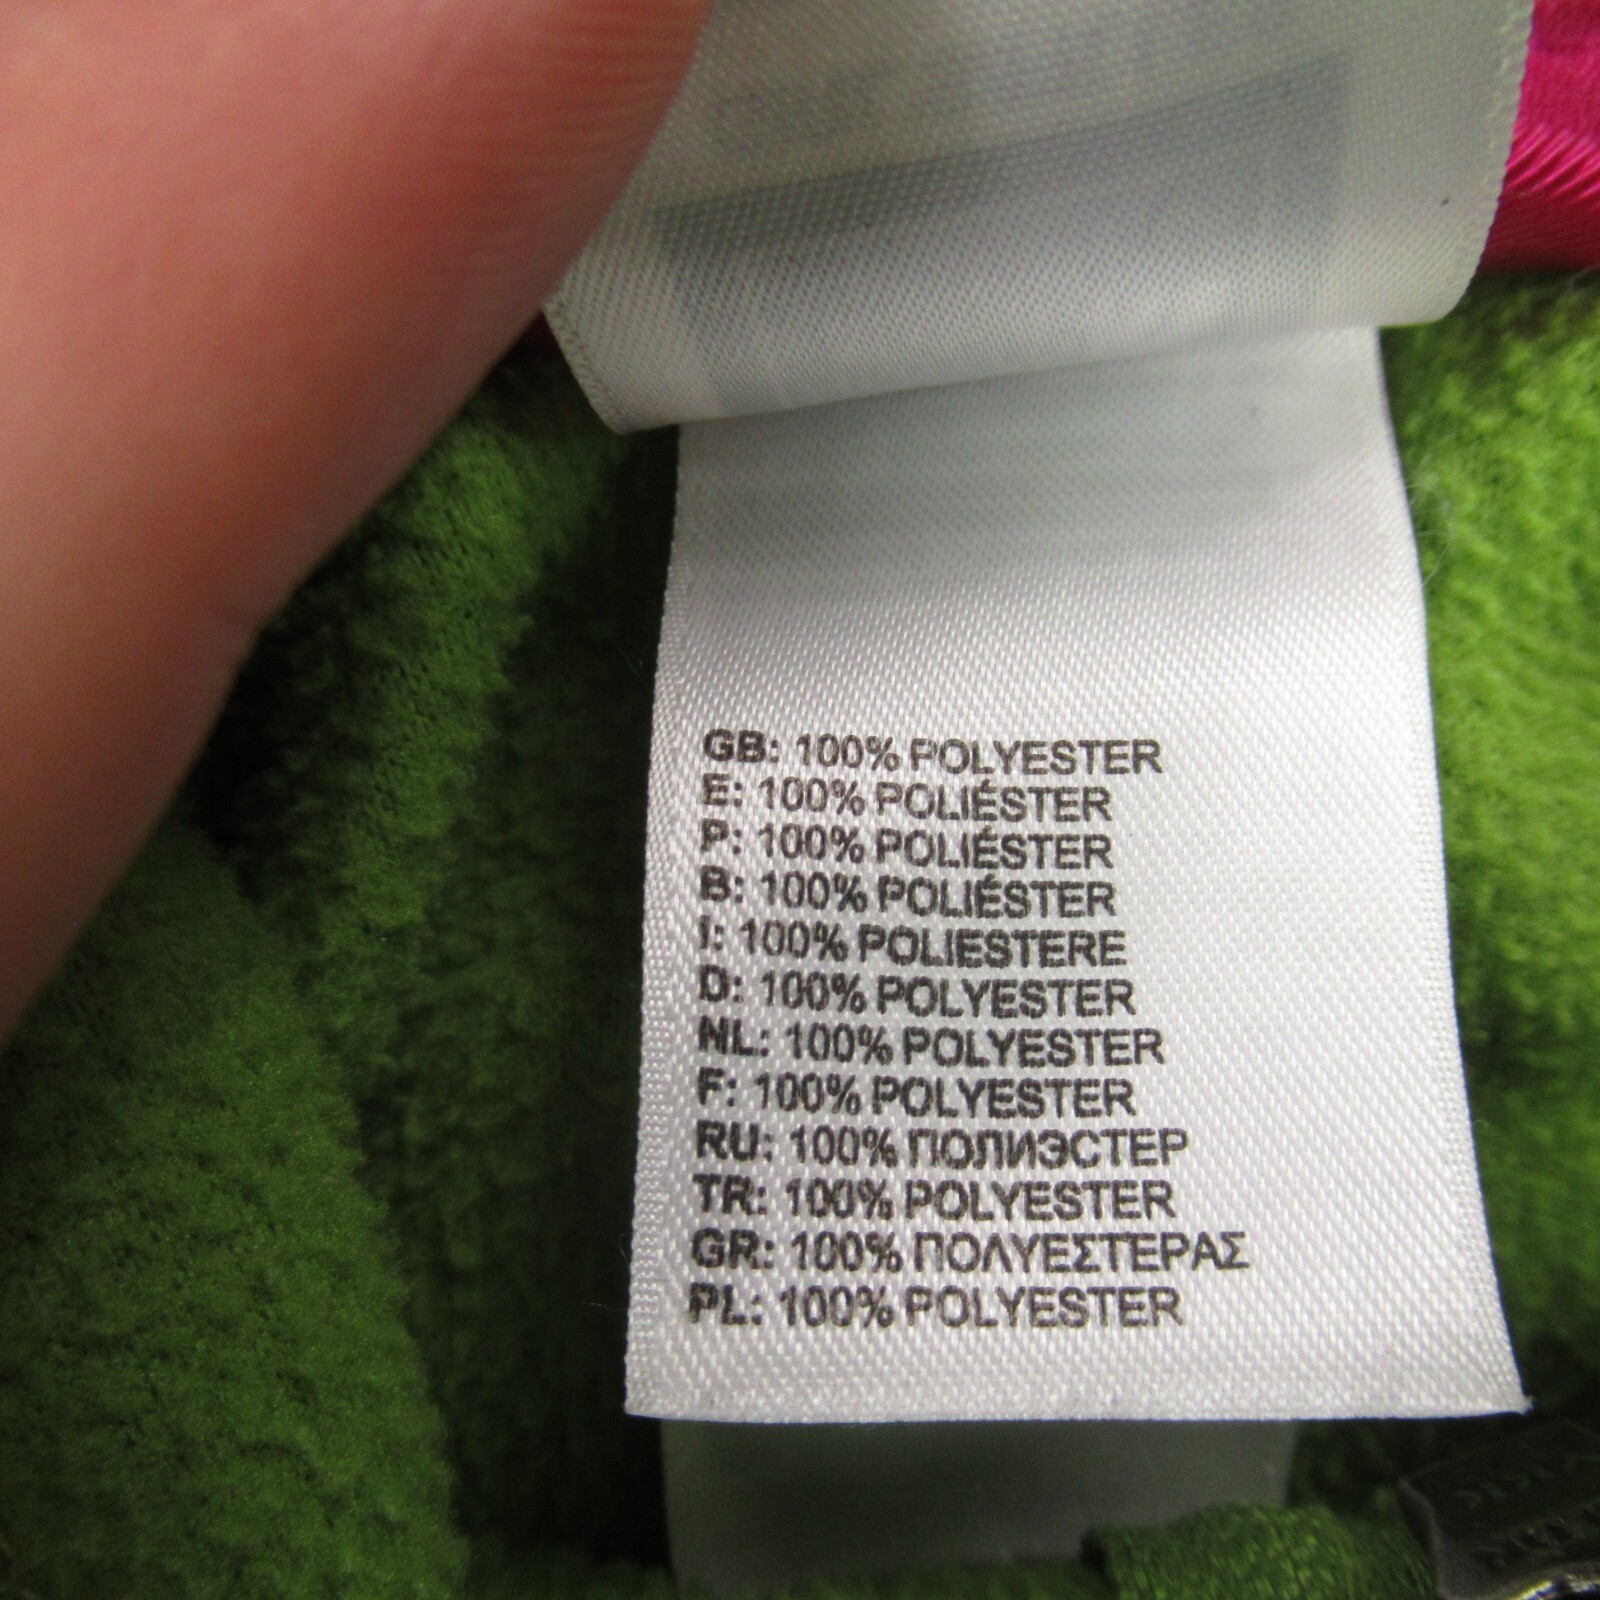 GB: 100% POLYESTER
E: 100% POLIÉSTER
P: 100% POLIÉSTER
B: 100% POLIÉSTER
I: 100% POLIESTERE
D: 100% POLYESTER
NL: 100% POLYESTER
F: 100% POLYESTER
RU: 100% ПОЛИЭСТЕР
TR: 100% POLYESTER
GR: 100% ΠΟΛΥΕΣΤΕΡΑΣ
PL: 100% POLYESTER